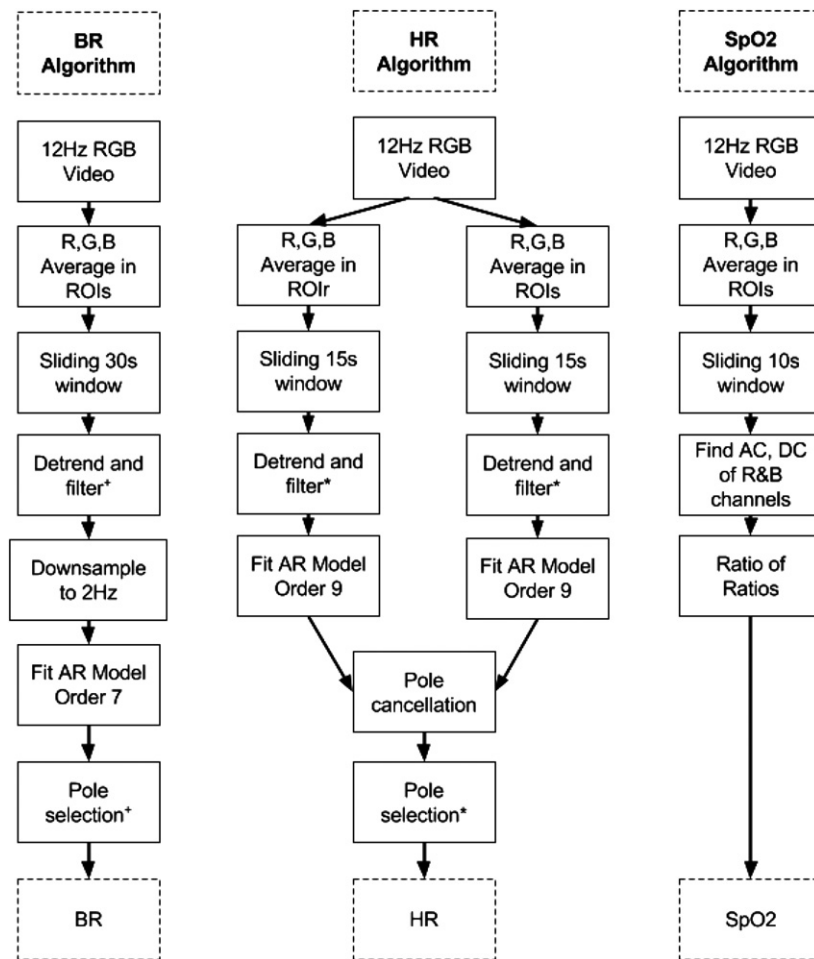 BR
Algorithm
12Hz RGB
Video
R,G,B
Average in
ROIs
Sliding 30s
window
Detrend and
filter⁺
Downsample
to 2Hz
Fit AR Model
Order 7
Pole
selection⁺
BR
HR
Algorithm
12Hz RGB
Video
R,G,B
Average in
ROIr
Sliding 15s
window
Detrend and
filter*
Fit AR Model
Order 9
R,G,B
Average in
ROIs
Sliding 15s
window
Detrend and
filter*
Fit AR Model
Order 9
Pole
cancellation
Pole
selection*
HR
SpO2
Algorithm
12Hz RGB
Video
R,G,B
Average in
ROIs
Sliding 10s
window
Find AC, DC
of R&B
channels
Ratio of
Ratios
SpO2